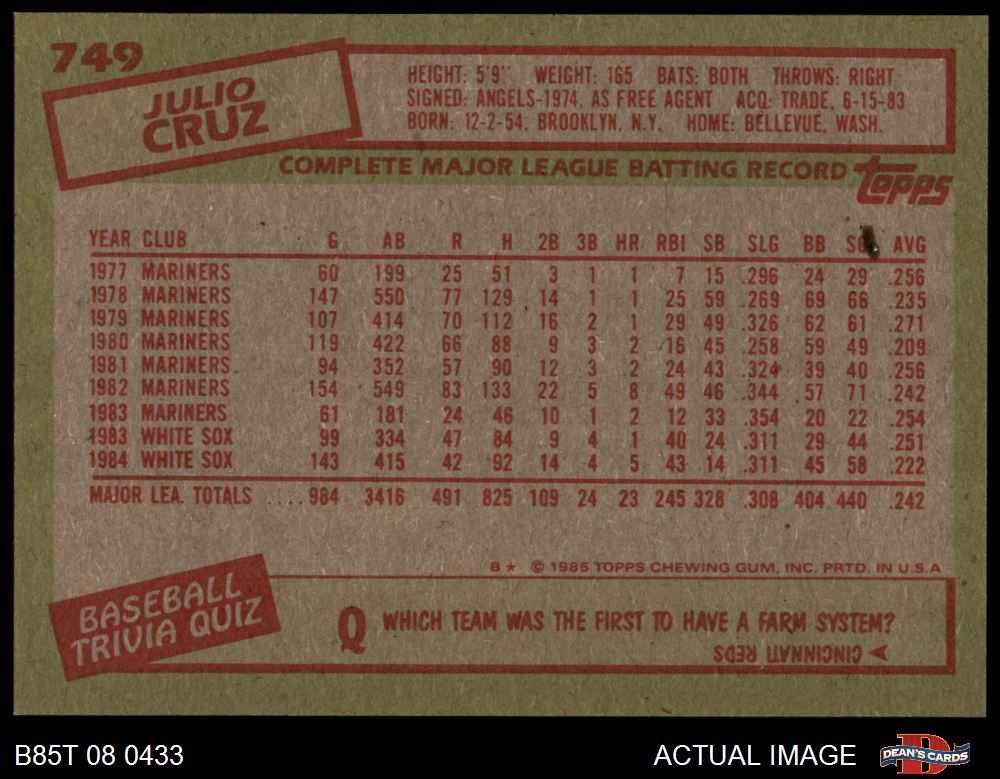 749
JULIO
CRUZ
HEIGHT: 5'9" WEIGHT: 165 BATS: BOTH THROWS: RIGHT
SIGNED: ANGELS-1974, AS FREE AGENT ACQ: TRADE, 6-15-83
BORN: 12-2-54, BROOKLYN, N.Y. HOME: BELLEVUE, WASH.
COMPLETE MAJOR LEAGUE BATTING RECORD
topps
YEAR CLUB G AB R H 2B 3B HR RBI SB SLG BB SO AVG
1977 MARINERS 60 199 25 51 3 1 1 7 15 .296 24 29 .256
1978 MARINERS 147 550 77 129 14 1 1 25 59 .269 69 66 .235
1979 MARINERS 107 414 70 112 16 2 1 29 49 .326 62 61 .271
1980 MARINERS 119 422 66 88 9 3 2 16 45 .258 59 49 .209
1981 MARINERS 94 352 57 90 12 3 2 24 43 .324 39 40 .256
1982 MARINERS 154 549 83 133 22 5 8 49 46 .344 57 71 .242
1983 MARINERS 61 181 24 46 10 1 2 12 33 .354 20 22 .254
1983 WHITE SOX 99 334 47 84 9 4 1 40 24 .311 29 44 .251
1984 WHITE SOX 143 415 42 92 14 4 5 43 14 .311 45 58 .222
MAJOR LEA. TOTALS .... 984 3416 491 825 109 24 23 245 328 .308 404 440 .242
B★ © 1985 TOPPS CHEWING GUM, INC. PRTD. IN U.S.A
BASEBALL
TRIVIA QUIZ
Q WHICH TEAM WAS THE FIRST TO HAVE A FARM SYSTEM?
CINCINNATI REDS
B85T 08 0433
ACTUAL IMAGE
D
DEAN'S CARDS